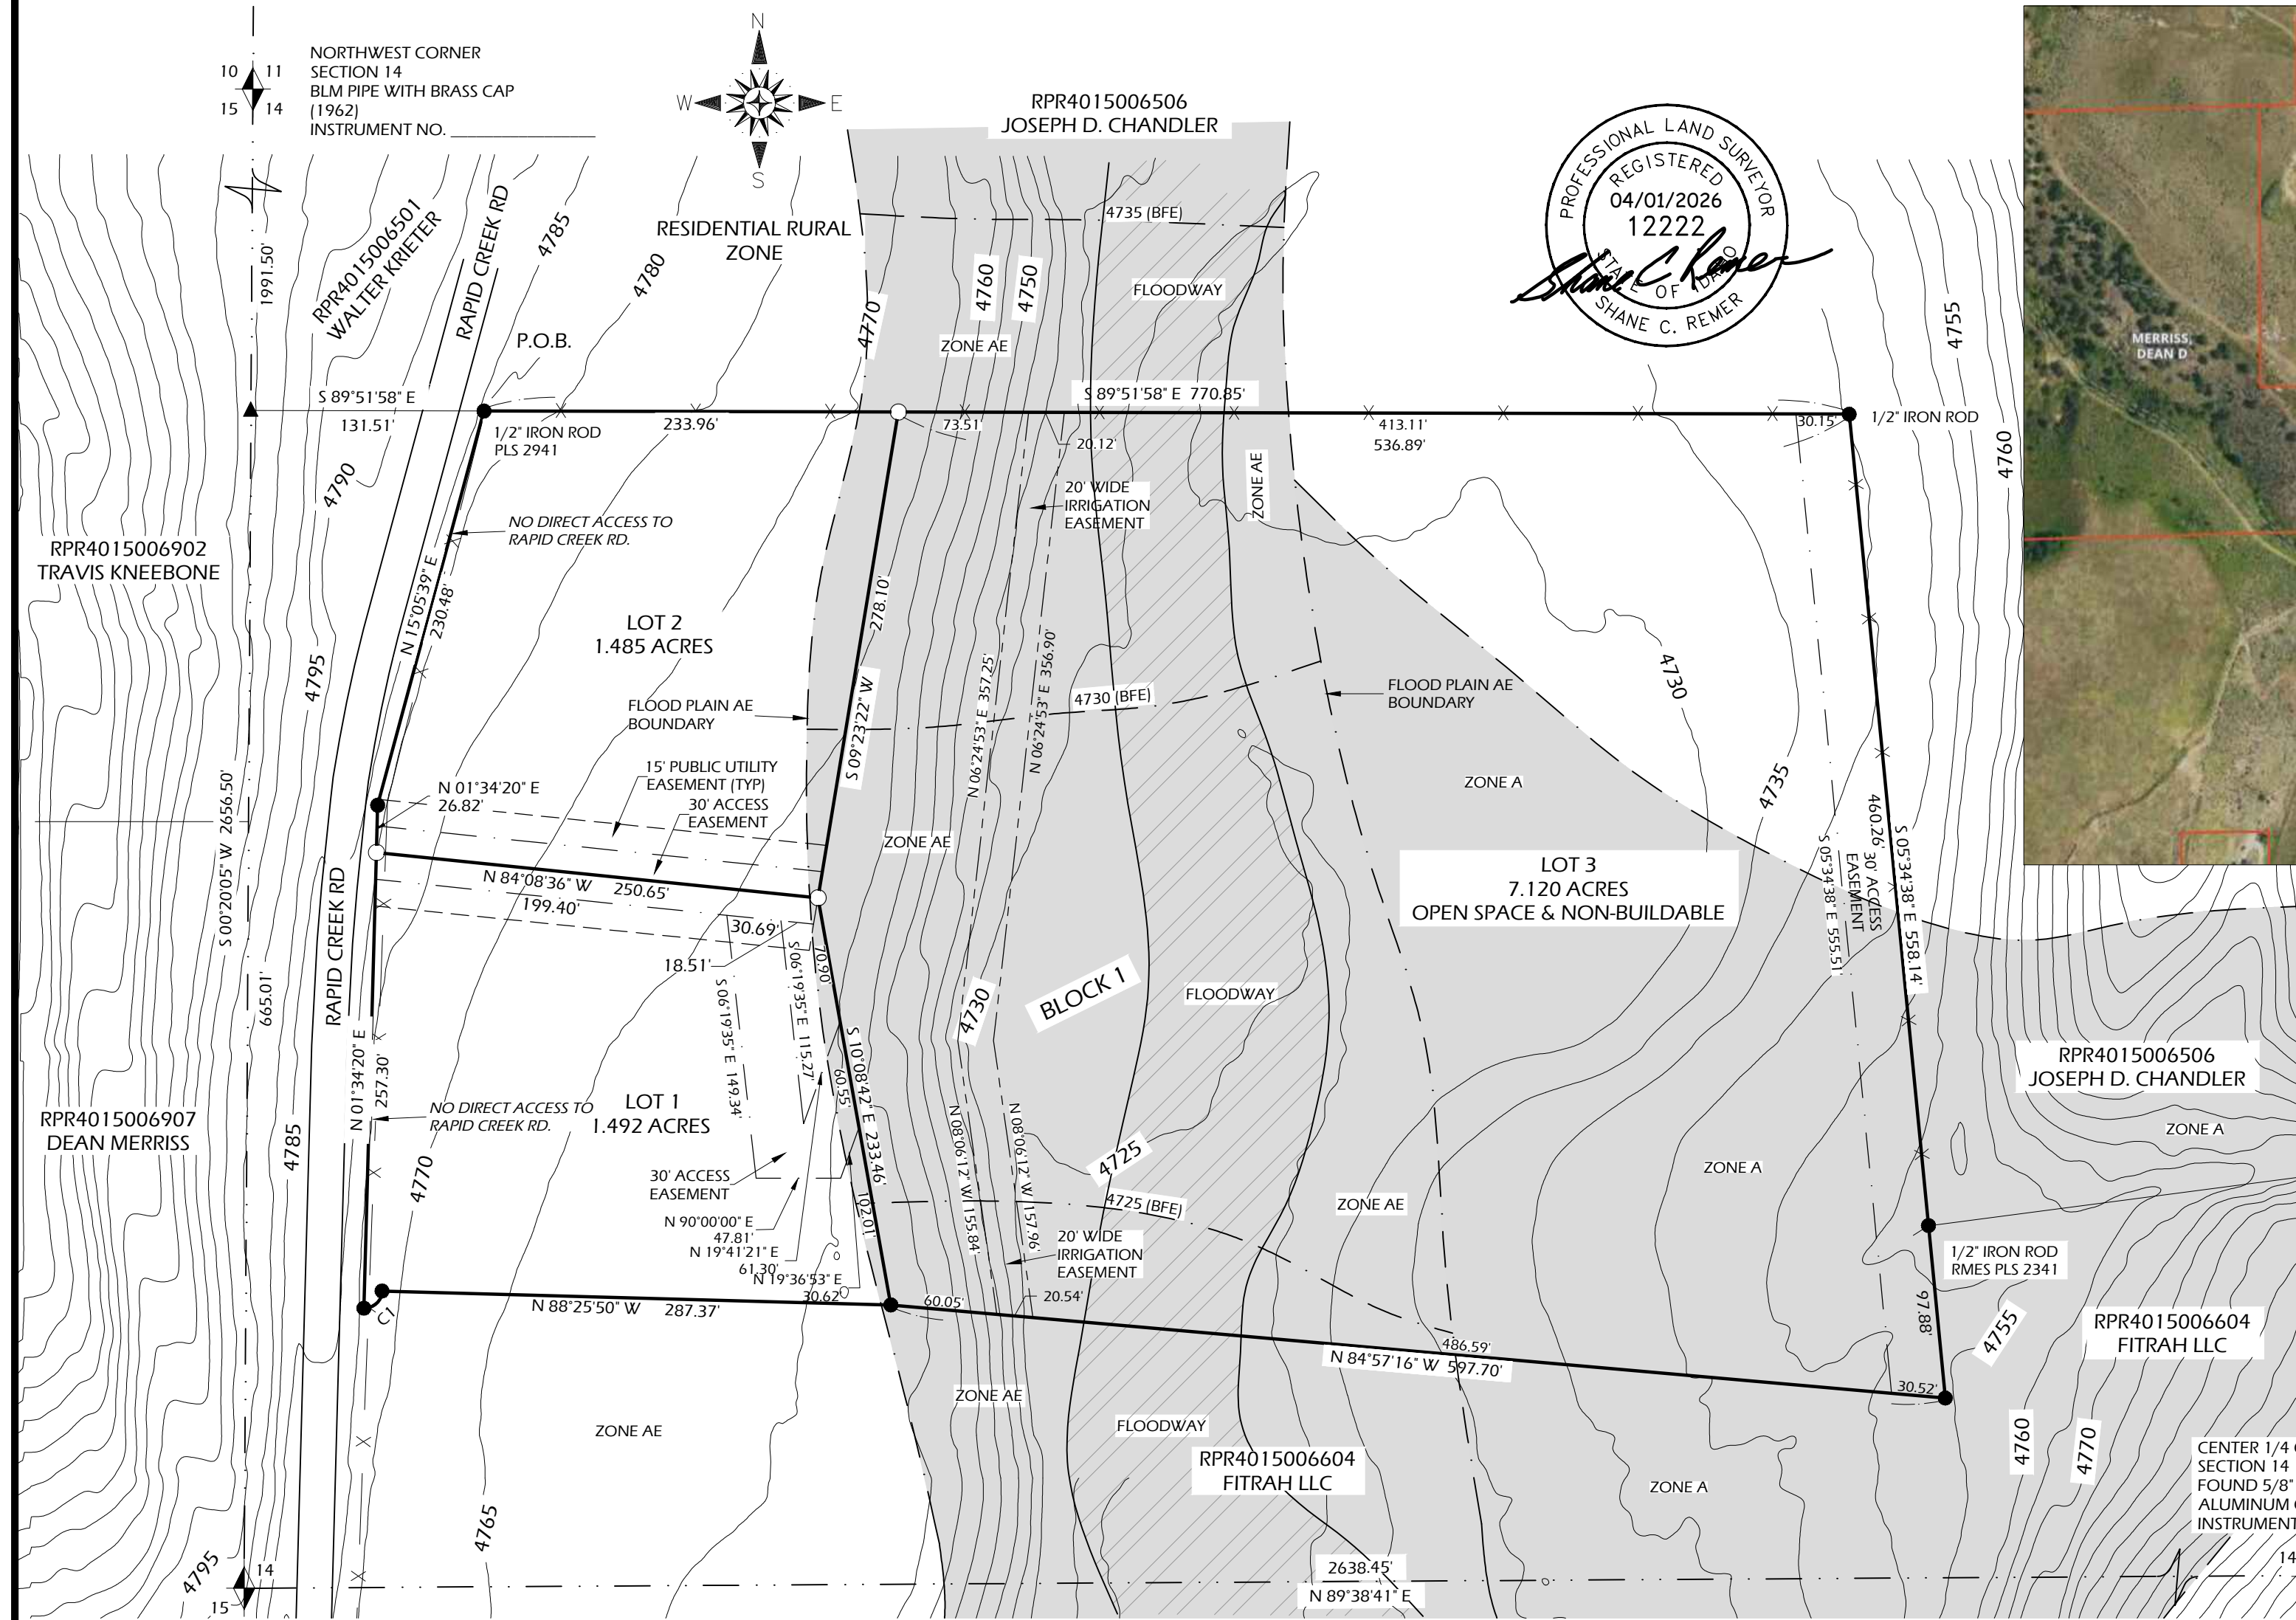 10
11
15
14
NORTHWEST CORNER
SECTION 14
BLM PIPE WITH BRASS CAP
(1962)
INSTRUMENT NO. ____________
N
W
E
S
RPR4015006506
JOSEPH D. CHANDLER
PROFESSIONAL LAND SURVEYOR
REGISTERED
04/01/2026
12222
STATE OF IDAHO
SHANE C. REMER
Shane C Remer
MERRISS,
DEAN D
1991.50'
RPR4015006501
WALTER KRIETER
RAPID CREEK RD
4785
4780
RESIDENTIAL RURAL
ZONE
4770
4760
4750
4735 (BFE)
FLOODWAY
ZONE AE
4755
4760
P.O.B.
S 89°51'58" E
131.51'
1/2" IRON ROD
PLS 2941
233.96'
73.51'
20.12'
S 89°51'58" E 770.85'
413.11'
536.89'
30.15'
1/2" IRON ROD
4790
NO DIRECT ACCESS TO
RAPID CREEK RD.
20' WIDE
IRRIGATION
EASEMENT
ZONE AE
RPR4015006902
TRAVIS KNEEBONE
N 15°05'39" E
230.48'
278.10'
S 09°23'22" W
LOT 2
1.485 ACRES
4795
N 06°24'53" E 357.25'
N 06°24'53" E 356.90'
4730 (BFE)
FLOOD PLAIN AE
BOUNDARY
FLOOD PLAIN AE
BOUNDARY
4730
4735
ZONE A
15' PUBLIC UTILITY
EASEMENT (TYP)
30' ACCESS
EASEMENT
N 01°34'20" E
26.82'
S 00°20'05" W 2656.50'
ZONE AE
N 84°08'36" W 250.65'
199.40'
30.69'
18.51'
70.90'
LOT 3
7.120 ACRES
OPEN SPACE & NON-BUILDABLE
460.26'
30' ACCESS
EASEMENT
S 05°34'38" E 558.14'
S 05°34'38" E 555.51'
665.01'
RAPID CREEK RD
S 06°19'35" E 115.27'
S 06°19'35" E 149.34'
4730
BLOCK 1
FLOODWAY
N 01°34'20" E
257.30'
S 10°08'42" E 233.46'
60.55'
RPR4015006506
JOSEPH D. CHANDLER
RPR4015006907
DEAN MERRISS
4785
NO DIRECT ACCESS TO
RAPID CREEK RD.
LOT 1
1.492 ACRES
4770
N 08°06'12" W 155.84'
N 08°06'12" W 157.96'
4725
ZONE A
ZONE A
30' ACCESS
EASEMENT
102.01'
4725 (BFE)
ZONE AE
N 90°00'00" E
47.81'
N 19°41'21" E
61.30'
N 19°36'53" E
30.62'
20' WIDE
IRRIGATION
EASEMENT
1/2" IRON ROD
RMES PLS 2341
C1
N 88°25'50" W 287.37'
60.05'
20.54'
97.88'
4755
RPR4015006604
FITRAH LLC
486.59'
N 84°57'16" W 597.70'
30.52'
ZONE AE
ZONE AE
FLOODWAY
RPR4015006604
FITRAH LLC
ZONE A
4760
4770
CENTER 1/4
SECTION 14
FOUND 5/8"
ALUMINUM
INSTRUMENT
4765
4795
14
15
2638.45'
N 89°38'41" E
14